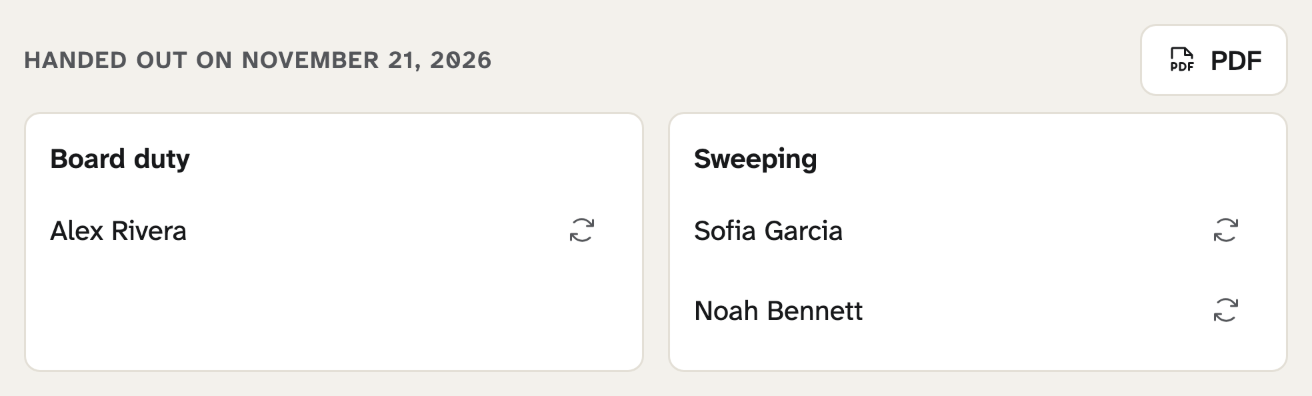 HANDED OUT ON NOVEMBER 21, 2026
PDF PDF
Board duty
Alex Rivera
Sweeping
Sofia Garcia
Noah Bennett